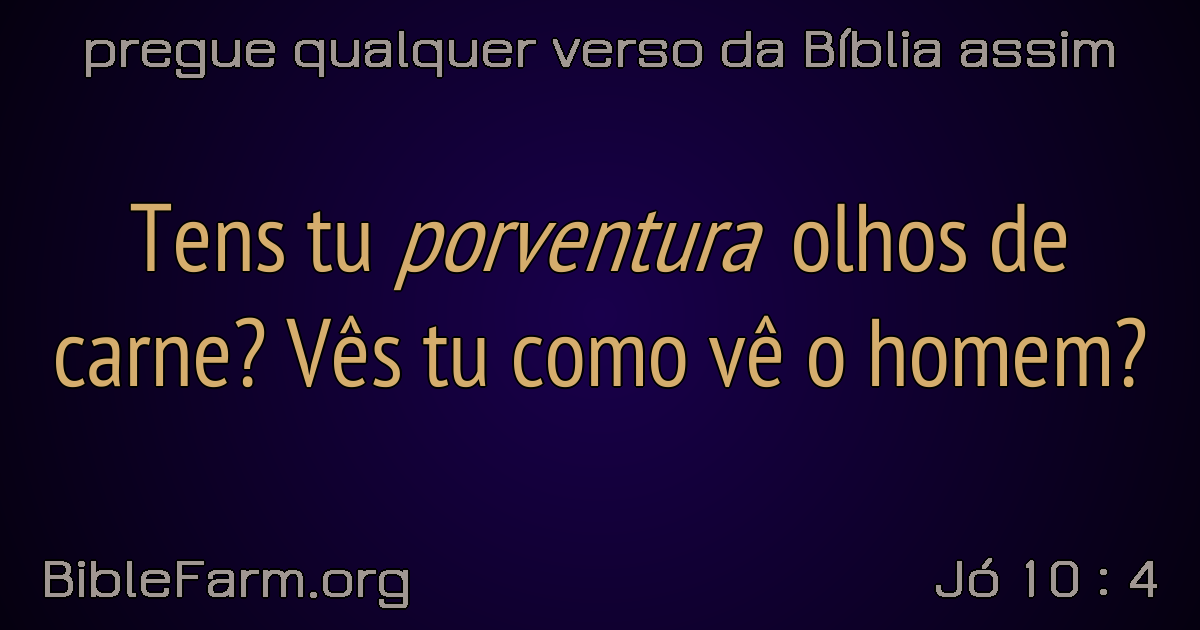 pregue qualquer verso da Bíblia assim
Tens tu porventura olhos de
carne? Vês tu como vê o homem?
BibleFarm.org
Jó 10 : 4